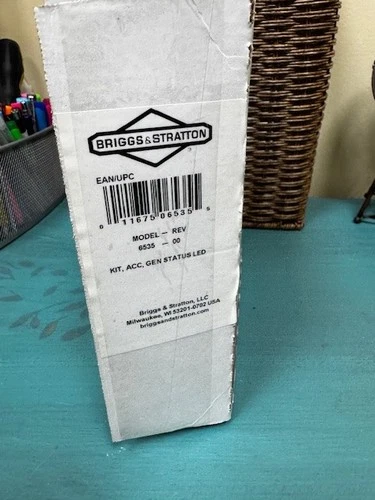 BRIGGS & STRATTON
EAN/UPC
0 11675 06535 5
MODEL – REV
6535 – 00
KIT, ACC, GEN STATUS LED
Briggs & Stratton, LLC
Milwaukee, WI 53201-0702 USA
briggsandstratton.com